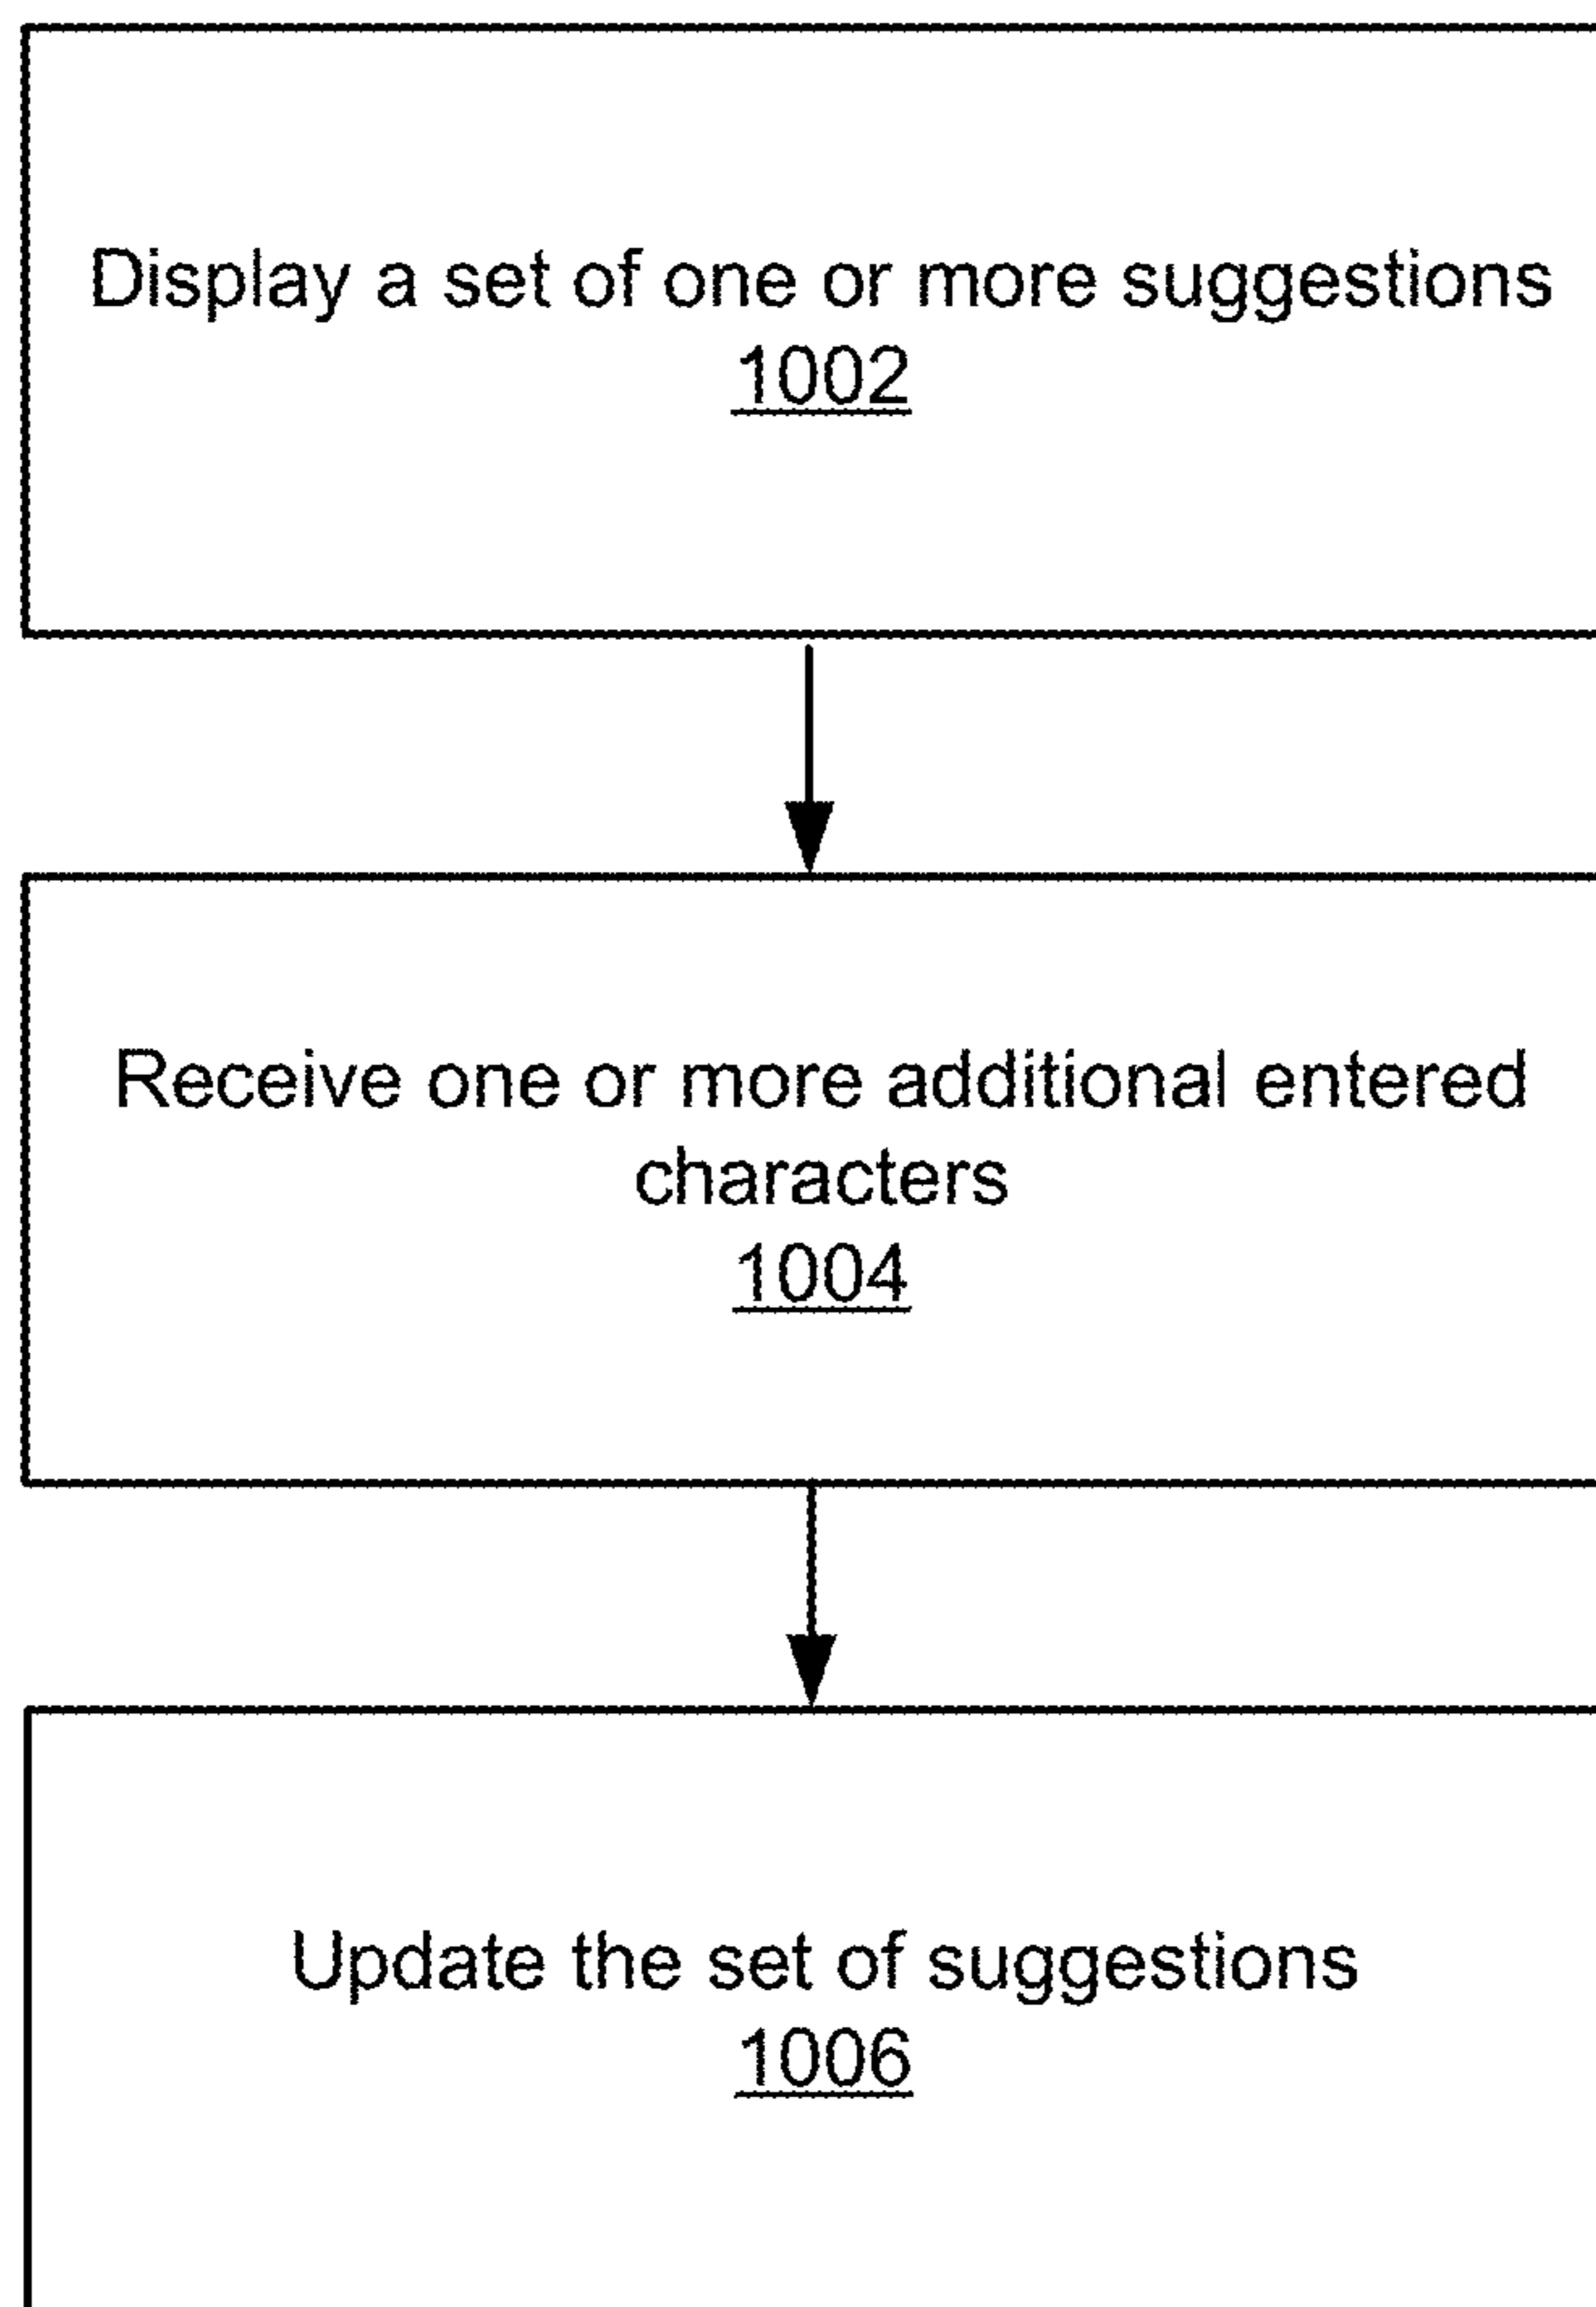 Display a set of one or more suggestions
1002
Receive one or more additional entered
characters
1004
Update the set of suggestions
1006